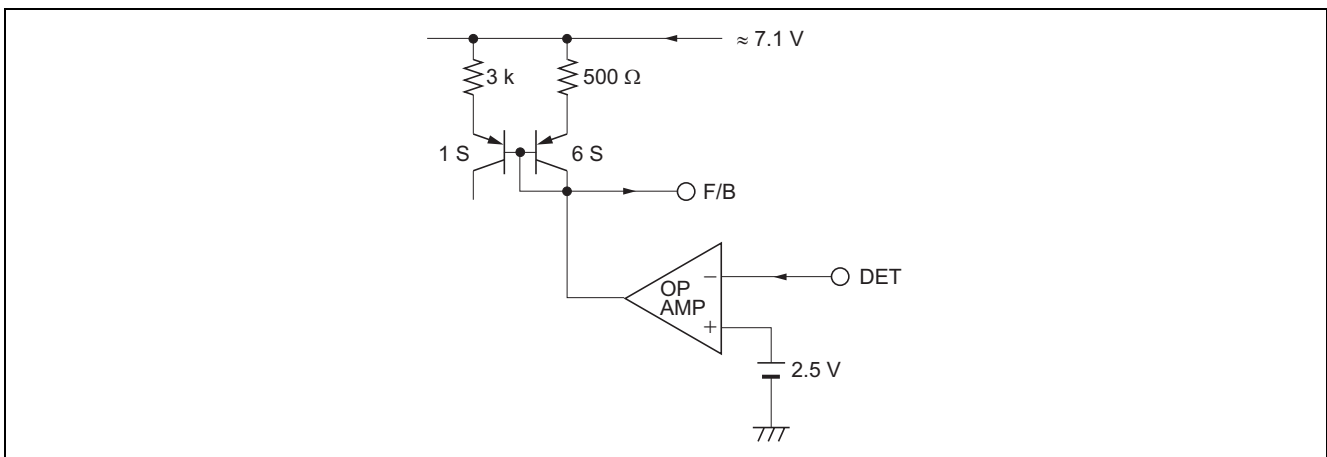 ≈ 7.1 V
3 k
500 Ω
1 S
6 S
F/B
− DET
OP
AMP
+
2.5 V